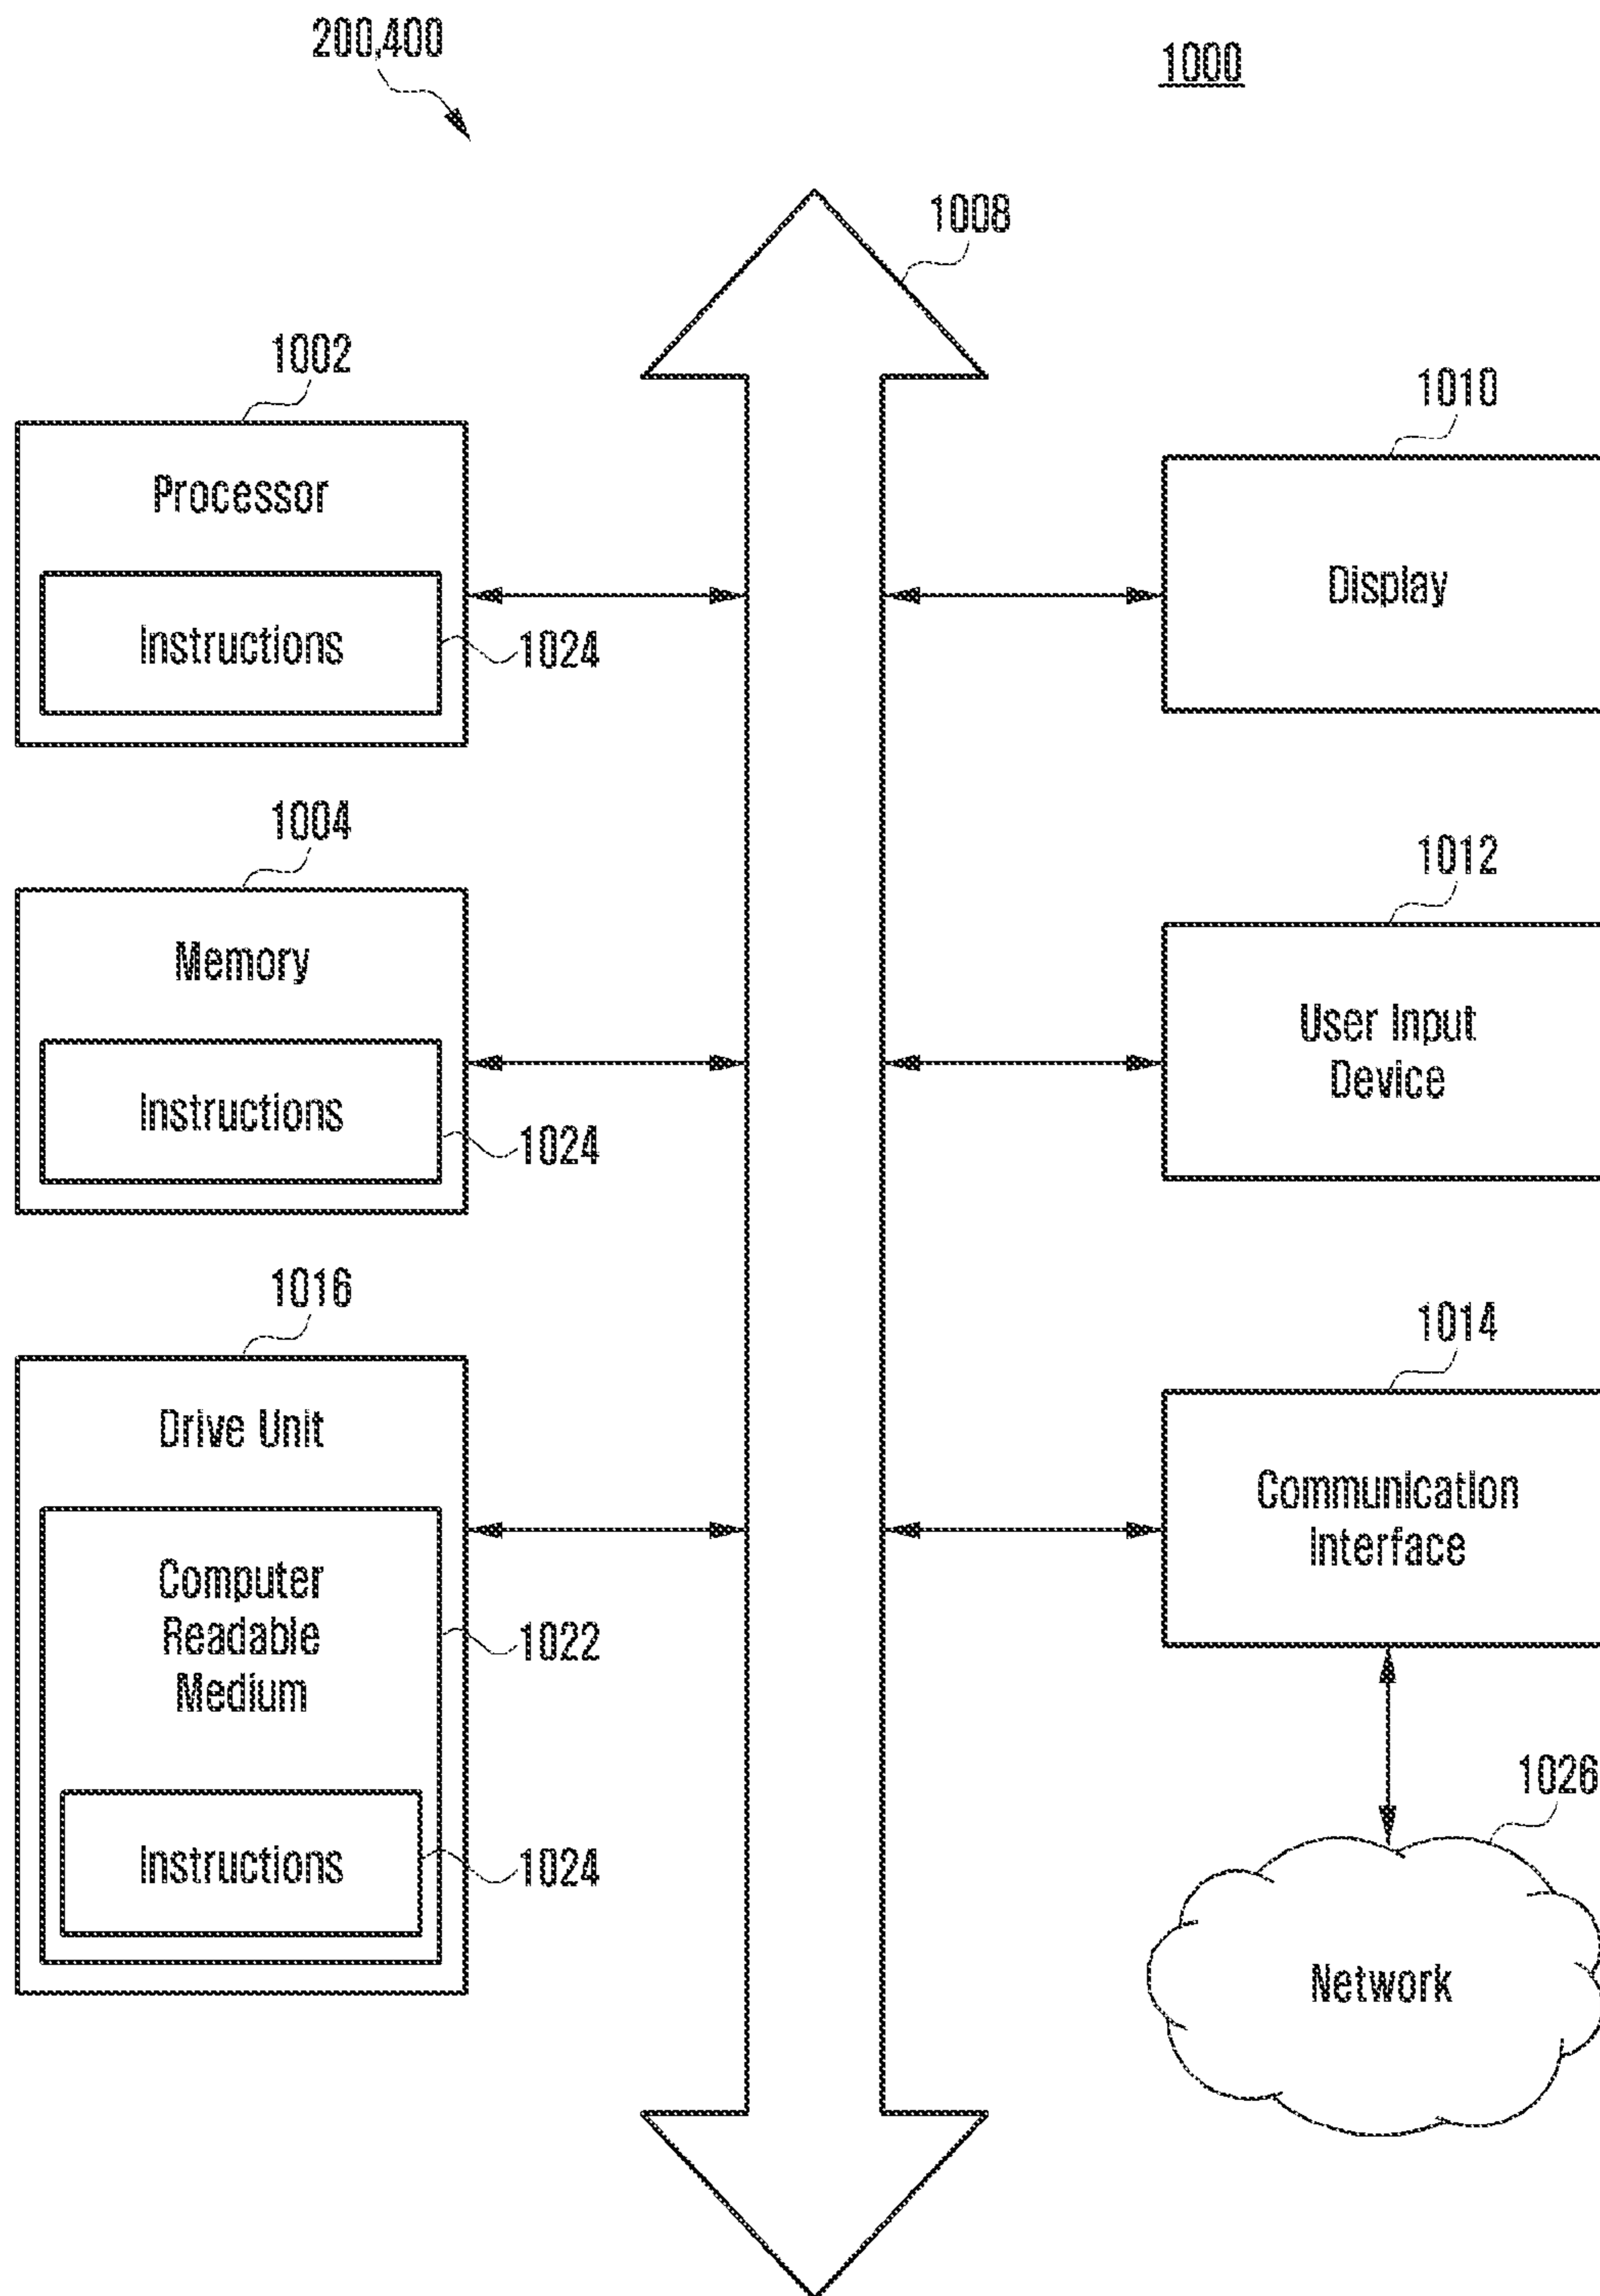 200,400
1000
1008
1002
Processor
Instructions
1024
1010
Display
1004
Memory
Instructions
1024
1012
User Input
Device
1016
Drive Unit
Computer
Readable
Medium
1022
Instructions
1024
1014
Communication
Interface
1026
Network